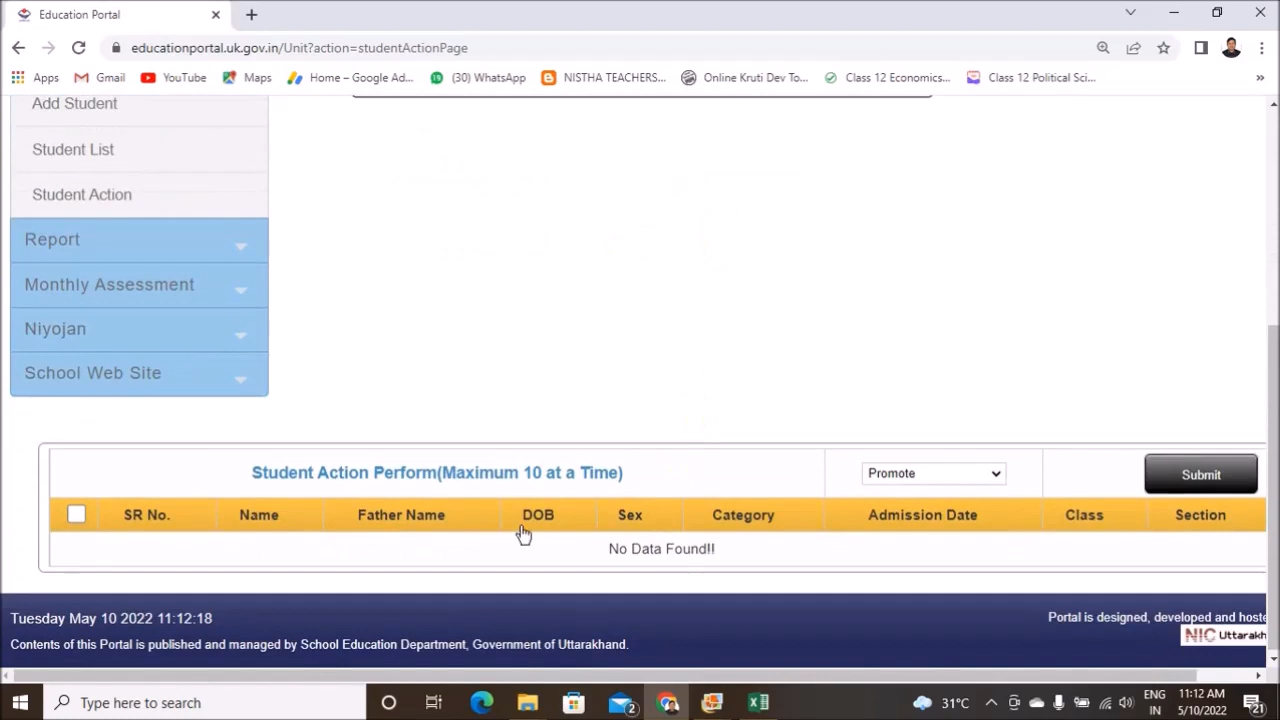 Education Portal
educationportal.uk.gov.in/Unit?action=studentActionPage
Apps Gmail YouTube Maps Home – Google Ad... (30) WhatsApp NISTHA TEACHERS... Online Kruti Dev To... Class 12 Economics... Class 12 Political Sci... »
Add Student
Student List
Student Action
Report
Monthly Assessment
Niyojan
School Web Site
Student Action Perform(Maximum 10 at a Time) Promote Submit
SR No. Name Father Name DOB Sex Category Admission Date Class Section
No Data Found!!
Tuesday May 10 2022 11:12:18 Portal is designed, developed and hoste
NIC Uttarakh
Contents of this Portal is published and managed by School Education Department, Government of Uttarakhand.
Type here to search 2 31°C ENG IN 11:12 AM 5/10/2022 21